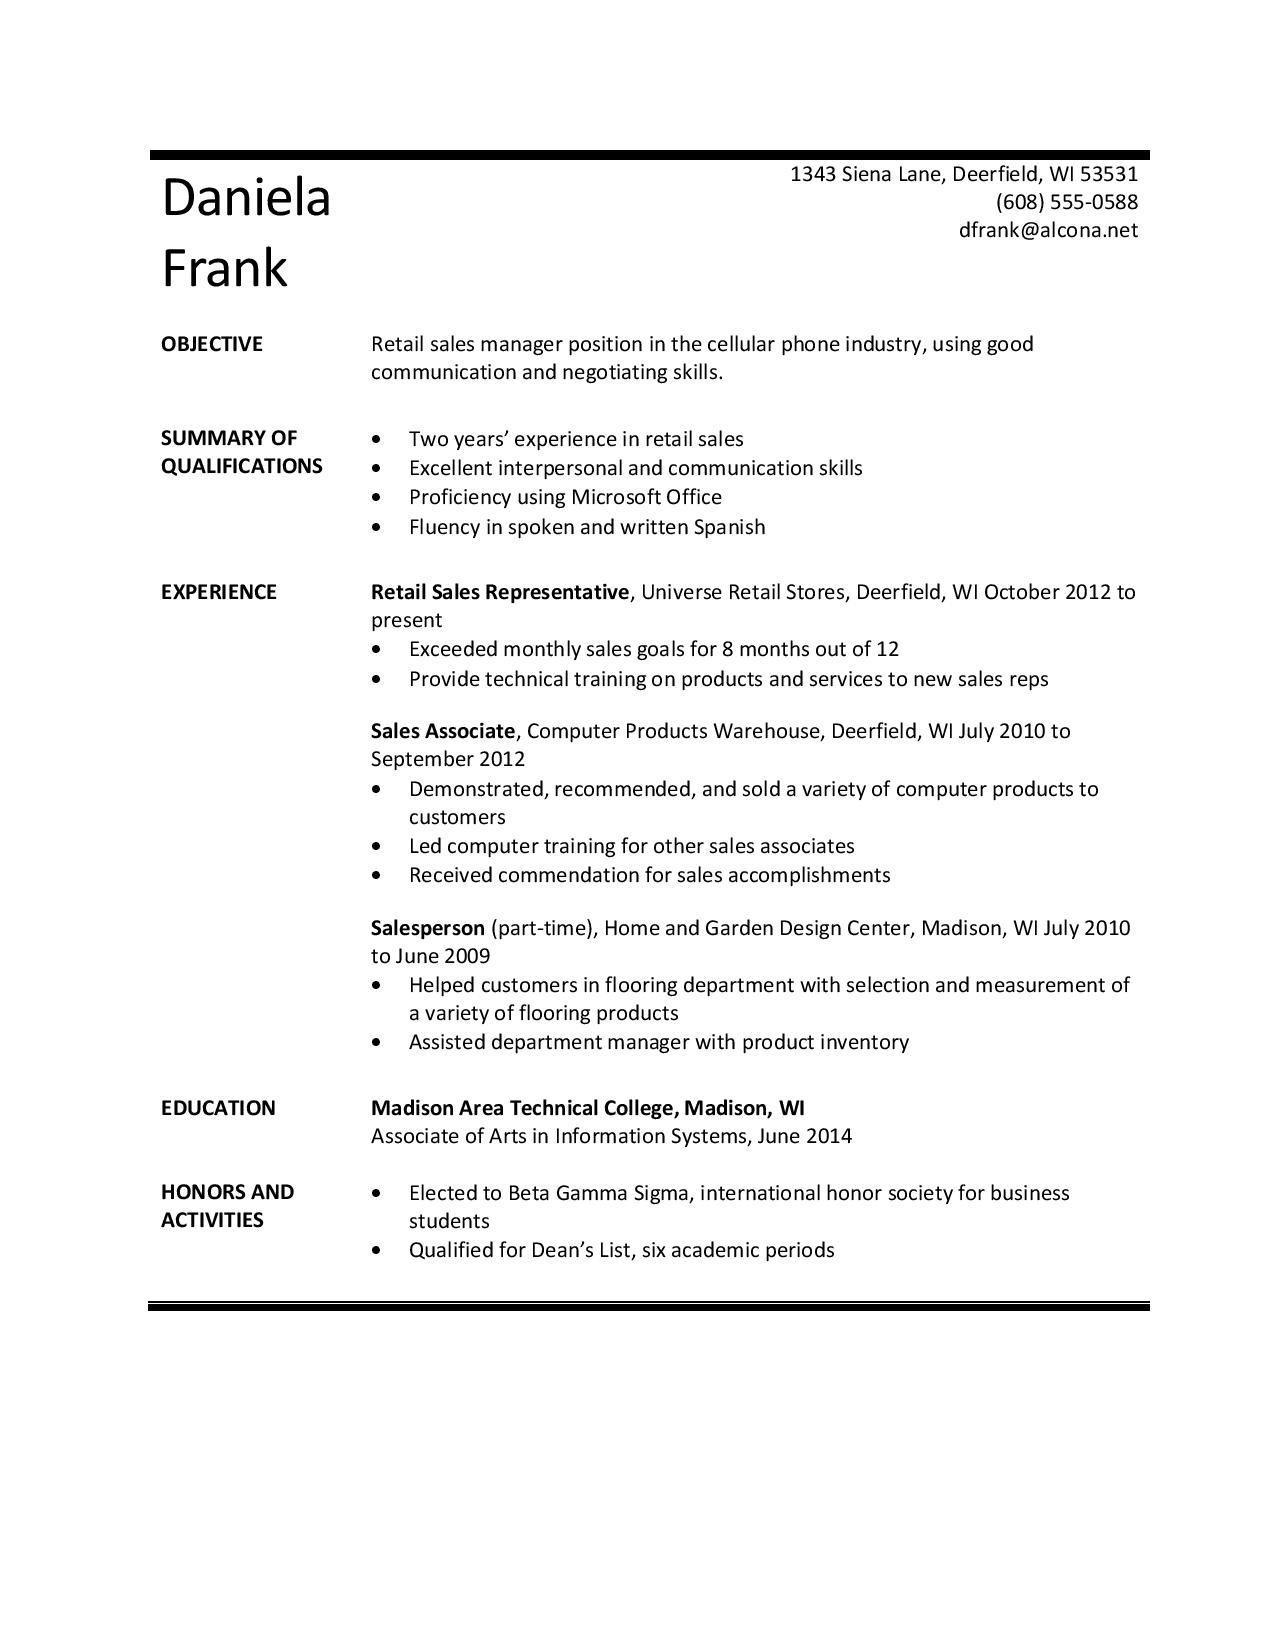 Daniela
Frank
1343 Siena Lane, Deerfield, WI 53531
(608) 555-0588
dfrank@alcona.net
OBJECTIVE
Retail sales manager position in the cellular phone industry, using good
communication and negotiating skills.
SUMMARY OF
QUALIFICATIONS
• Two years’ experience in retail sales
• Excellent interpersonal and communication skills
• Proficiency using Microsoft Office
• Fluency in spoken and written Spanish
EXPERIENCE
Retail Sales Representative, Universe Retail Stores, Deerfield, WI October 2012 to
present
• Exceeded monthly sales goals for 8 months out of 12
• Provide technical training on products and services to new sales reps
Sales Associate, Computer Products Warehouse, Deerfield, WI July 2010 to
September 2012
• Demonstrated, recommended, and sold a variety of computer products to
customers
• Led computer training for other sales associates
• Received commendation for sales accomplishments
Salesperson (part-time), Home and Garden Design Center, Madison, WI July 2010
to June 2009
• Helped customers in flooring department with selection and measurement of
a variety of flooring products
• Assisted department manager with product inventory
EDUCATION
Madison Area Technical College, Madison, WI
Associate of Arts in Information Systems, June 2014
HONORS AND
ACTIVITIES
• Elected to Beta Gamma Sigma, international honor society for business
students
• Qualified for Dean’s List, six academic periods